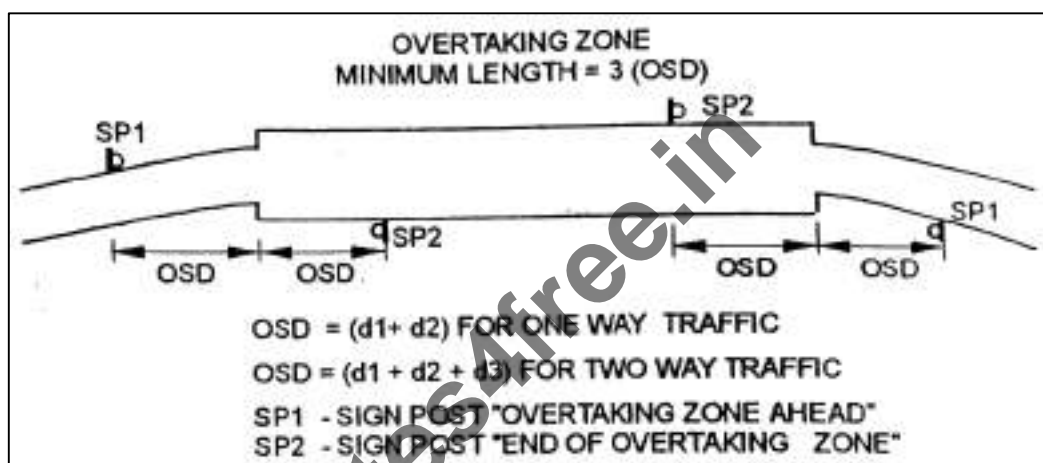 OVERTAKING ZONE
MINIMUM LENGTH = 3 (OSD)
SP1
SP2
SP2
SP1
OSD
OSD
OSD
OSD
OSD = (d1+ d2) FOR ONE WAY TRAFFIC
OSD = (d1 + d2 + d3) FOR TWO WAY TRAFFIC
SP1 - SIGN POST "OVERTAKING ZONE AHEAD"
SP2 - SIGN POST "END OF OVERTAKING ZONE"
tes4free.in